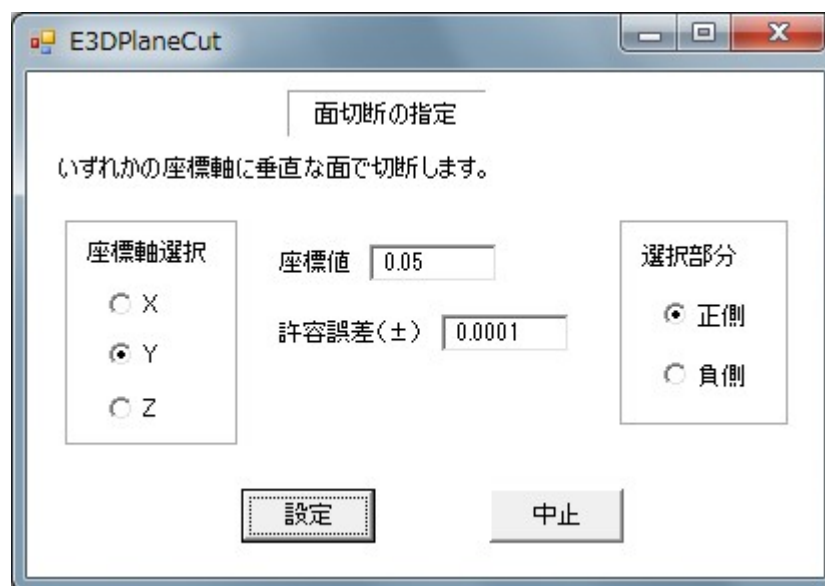 E3DPlaneCut
面切断の指定
いずれかの座標軸に垂直な面で切断します。
座標軸選択
X
Y
Z
座標値 0.05
許容誤差(±) 0.0001
選択部分
正側
負側
設定
中止